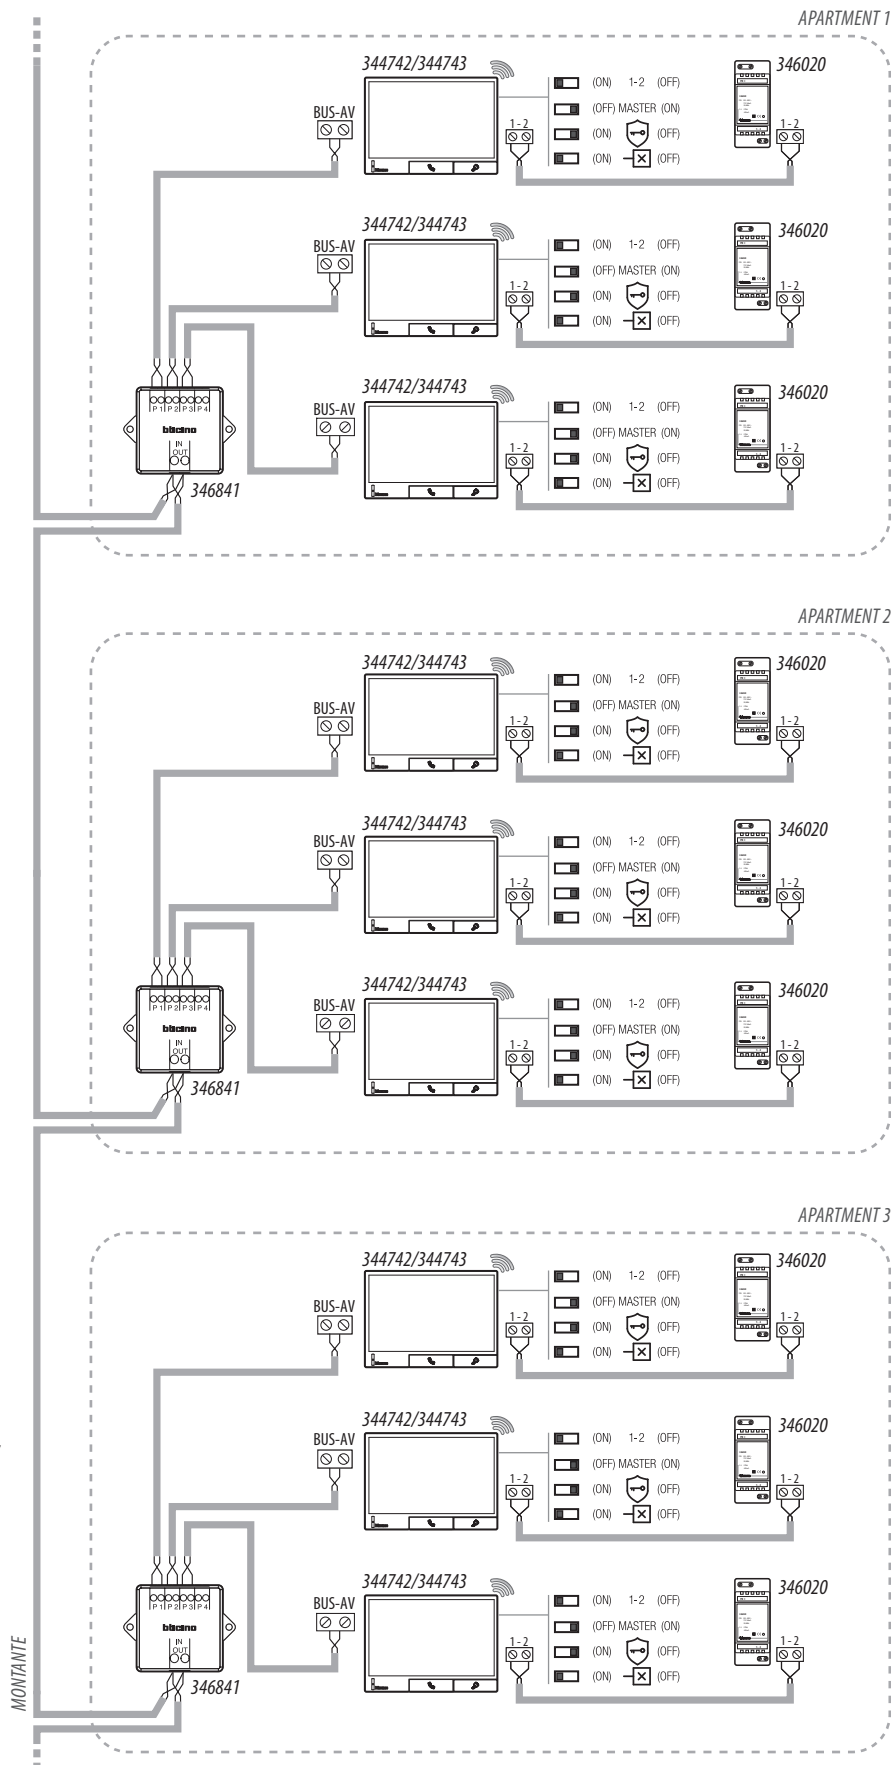 APARTMENT 1
344742/344743
346020
(ON) 1-2 (OFF)
(OFF) MASTER (ON)
(ON) (OFF)
(ON) (OFF)
BUS-AV
1 - 2
1 - 2
344742/344743
346020
(ON) 1-2 (OFF)
(OFF) MASTER (ON)
(ON) (OFF)
(ON) (OFF)
BUS-AV
1 - 2
1 - 2
344742/344743
346020
(ON) 1-2 (OFF)
(OFF) MASTER (ON)
(ON) (OFF)
(ON) (OFF)
BUS-AV
1 - 2
1 - 2
P1 P2 P3 P4
bticino
IN
OUT
346841
APARTMENT 2
344742/344743
346020
(ON) 1-2 (OFF)
(OFF) MASTER (ON)
(ON) (OFF)
(ON) (OFF)
BUS-AV
1 - 2
1 - 2
344742/344743
346020
(ON) 1-2 (OFF)
(OFF) MASTER (ON)
(ON) (OFF)
(ON) (OFF)
BUS-AV
1 - 2
1 - 2
344742/344743
346020
(ON) 1-2 (OFF)
(OFF) MASTER (ON)
(ON) (OFF)
(ON) (OFF)
BUS-AV
1 - 2
1 - 2
P1 P2 P3 P4
bticino
IN
OUT
346841
APARTMENT 3
344742/344743
346020
(ON) 1-2 (OFF)
(OFF) MASTER (ON)
(ON) (OFF)
(ON) (OFF)
BUS-AV
1 - 2
1 - 2
344742/344743
346020
(ON) 1-2 (OFF)
(OFF) MASTER (ON)
(ON) (OFF)
(ON) (OFF)
BUS-AV
1 - 2
1 - 2
344742/344743
346020
(ON) 1-2 (OFF)
(OFF) MASTER (ON)
(ON) (OFF)
(ON) (OFF)
BUS-AV
1 - 2
1 - 2
P1 P2 P3 P4
bticino
IN
OUT
346841
MONTANTE